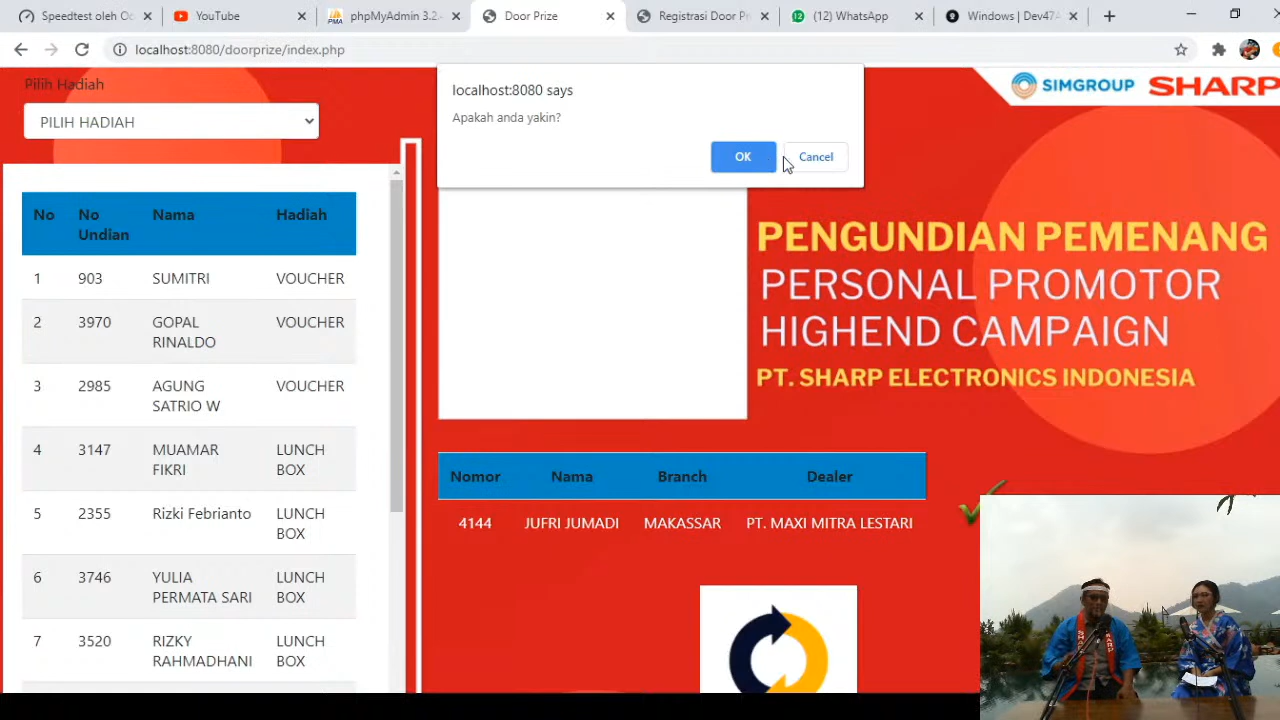 Speedtest oleh O
YouTube
phpMyAdmin 3.2.
Door Prize
Registrasi Door P
(12) WhatsApp
Windows | Dev47A
localhost:8080/doorprize/index.php
Pilih Hadiah
PILIH HADIAH
localhost:8080 says
Apakah anda yakin?
OK
Cancel
SIMGROUP
SHARP
No
No Undian
Nama
Hadiah
1 903 SUMITRI VOUCHER
2 3970 GOPAL RINALDO VOUCHER
3 2985 AGUNG SATRIO W VOUCHER
4 3147 MUAMAR FIKRI LUNCH BOX
5 2355 Rizki Febrianto LUNCH BOX
6 3746 YULIA PERMATA SARI LUNCH BOX
7 3520 RIZKY RAHMADHANI LUNCH BOX
PENGUNDIAN PEMENANG
PERSONAL PROMOTOR
HIGHEND CAMPAIGN
PT. SHARP ELECTRONICS INDONESIA
Nomor Nama Branch Dealer
4144 JUFRI JUMADI MAKASSAR PT. MAXI MITRA LESTARI